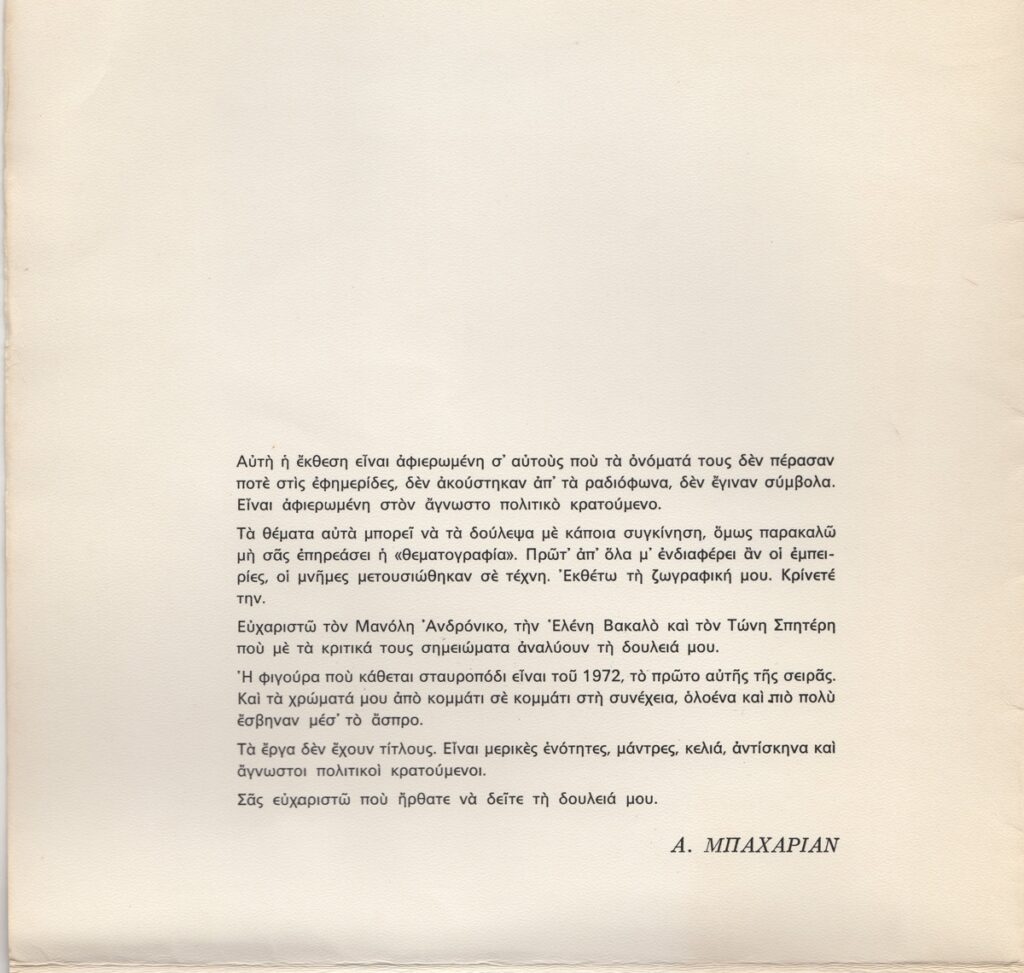 Αὐτὴ ἡ ἔκθεση εἶναι ἀφιερωμένη σ᾽ αὐτοὺς ποὺ τὰ ὀνόματά τους δὲν πέρασαν
ποτὲ στὶς ἐφημερίδες, δὲν ἀκούστηκαν ἀπ᾽ τὰ ραδιόφωνα, δὲν ἔγιναν σύμβολα.
Εἶναι ἀφιερωμένη στὸν ἄγνωστο πολιτικὸ κρατούμενο.
Τὰ θέματα αὐτὰ μπορεῖ νὰ τὰ δούλεψα μὲ κάποια συγκίνηση, ὅμως παρακαλῶ
μὴ σᾶς ἐπηρεάσει ἡ «θεματογραφία». Πρῶτ᾽ ἀπ᾽ ὅλα μ᾽ ἐνδιαφέρει ἂν οἱ ἐμπει-
ρίες, οἱ μνῆμες μετουσιώθηκαν σὲ τέχνη. Ἐκθέτω τὴ ζωγραφική μου. Κρίνετέ
την.
Εὐχαριστῶ τὸν Μανόλη Ἀνδρόνικο, τὴν Ἑλένη Βακαλὸ καὶ τὸν Τώνη Σπητέρη
ποὺ μὲ τὰ κριτικά τους σημειώματα ἀναλύουν τὴ δουλειά μου.
Ἡ φιγούρα ποὺ κάθεται σταυροπόδι εἶναι τοῦ 1972, τὸ πρῶτο αὐτῆς τῆς σειρᾶς.
Καὶ τὰ χρώματά μου ἀπὸ κομμάτι σὲ κομμάτι στὴ συνέχεια, ὁλοένα καὶ πιὸ πολὺ
ἔσβηναν μέσ᾽ τὸ ἄσπρο.
Τὰ ἔργα δὲν ἔχουν τίτλους. Εἶναι μερικὲς ἑνότητες, μάντρες, κελιά, ἀντίσκηνα καὶ
ἄγνωστοι πολιτικοὶ κρατούμενοι.
Σᾶς εὐχαριστῶ ποὺ ἤρθατε νὰ δεῖτε τὴ δουλειά μου.
Α. ΜΠΑΧΑΡΙΑΝ